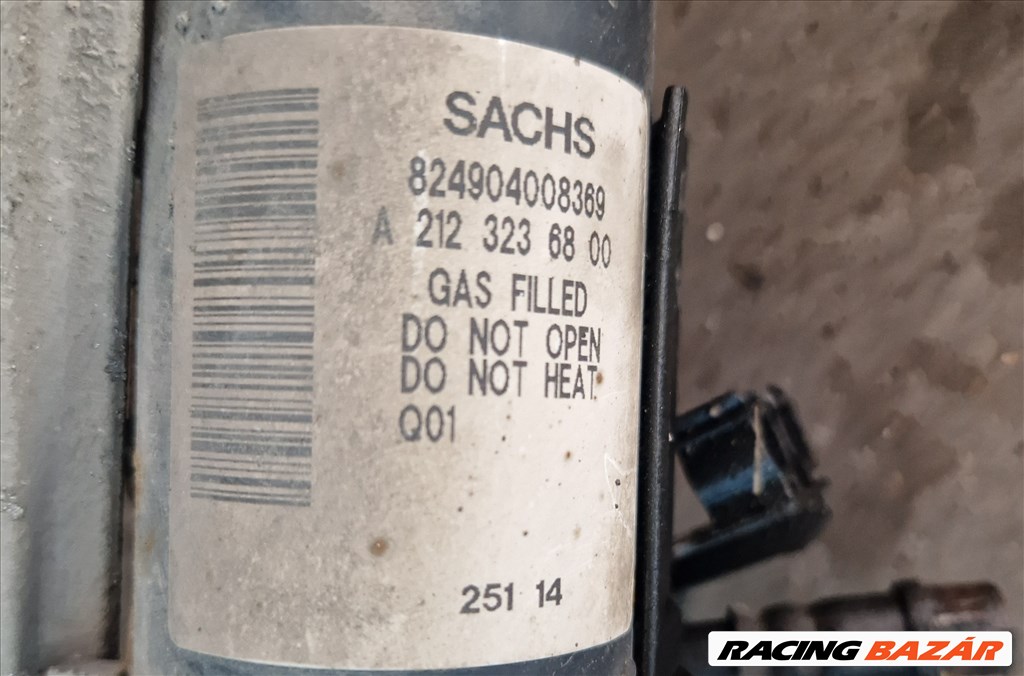 SACHS
824904008369
A 212 323 68 00
GAS FILLED
DO NOT OPEN
DO NOT HEAT.
Q01
251 14
RACING BAZÁR